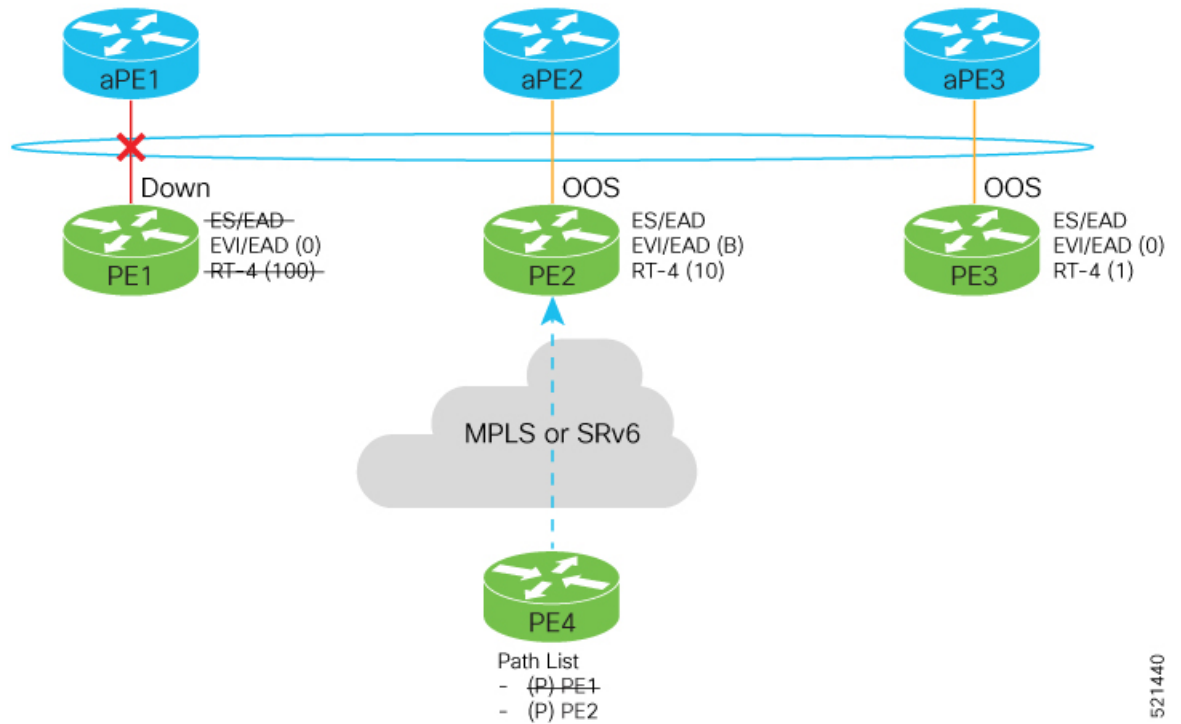 aPE1
aPE2
aPE3
Down
OOS
OOS
PE1
ES/EAD
EVI/EAD (0)
RT-4 (100)
PE2
ES/EAD
EVI/EAD (B)
RT-4 (10)
PE3
ES/EAD
EVI/EAD (0)
RT-4 (1)
MPLS or SRv6
PE4
Path List
- (P) PE1
- (P) PE2
521440